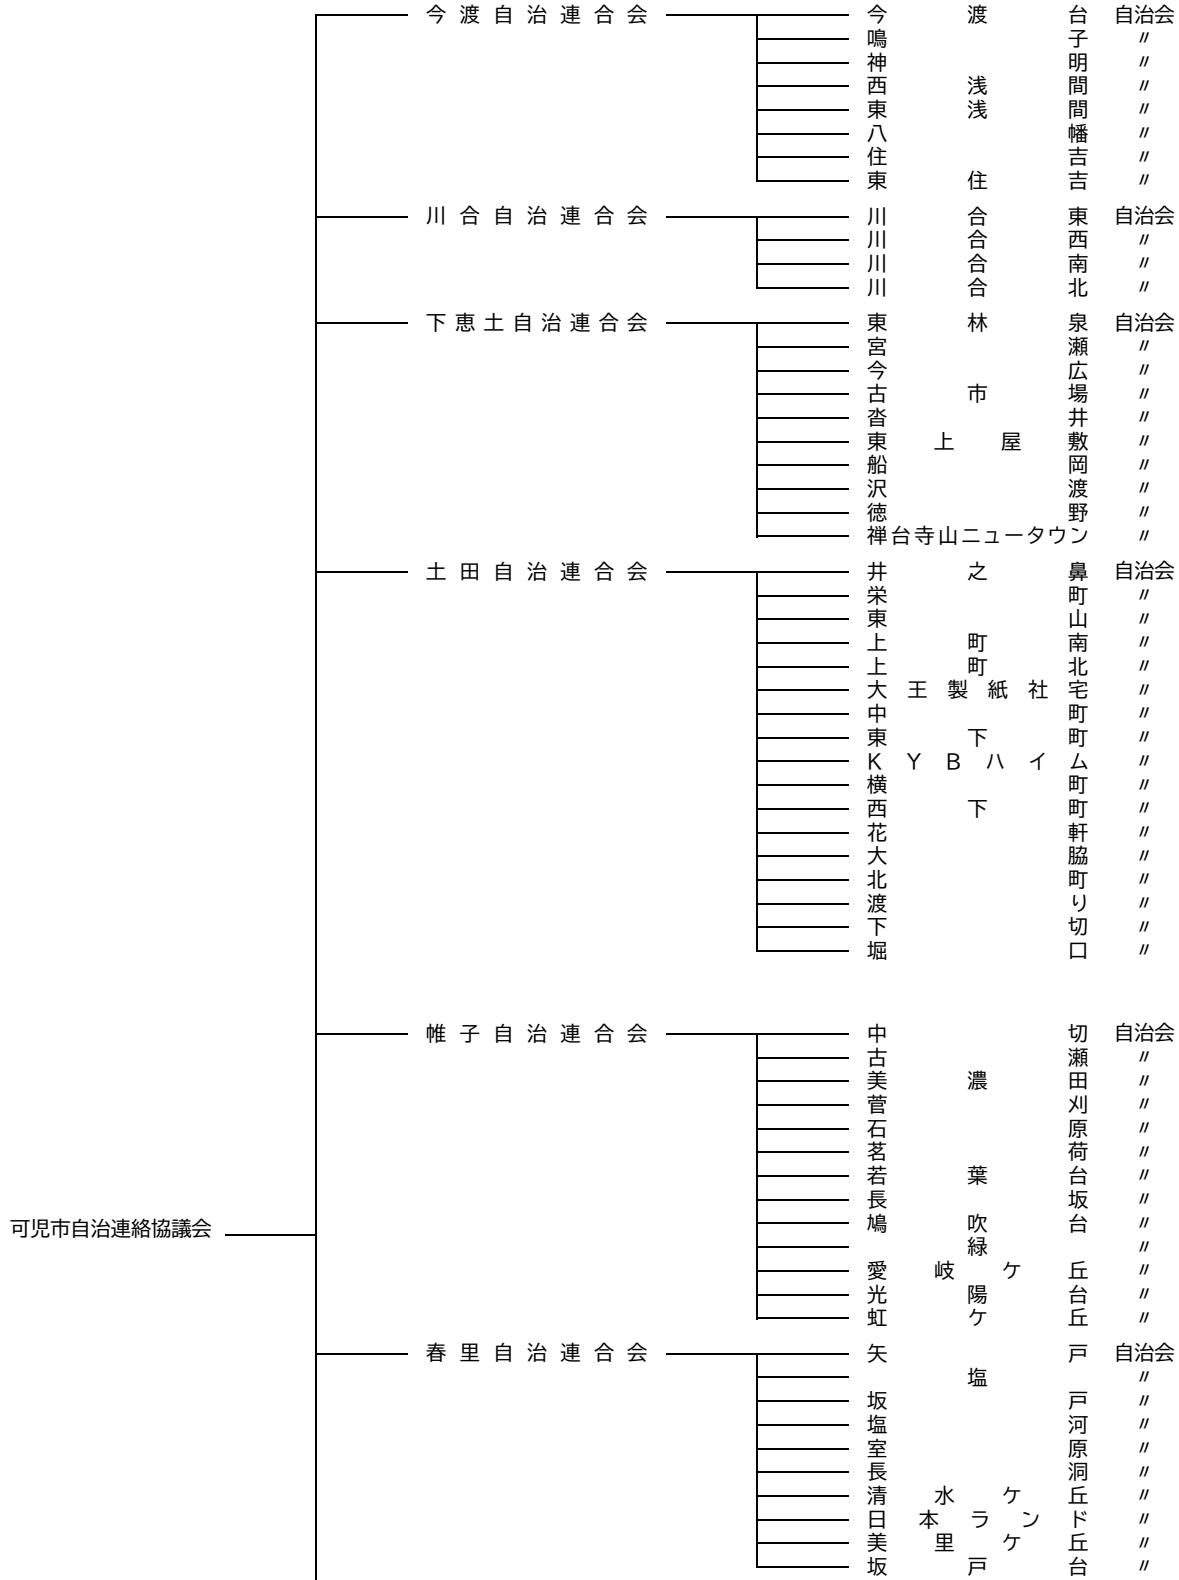 今渡自治連合会 今渡台 自治会
鳴子 〃
神明 〃
西浅間 〃
東浅間 〃
八幡 〃
住吉 〃
東住吉 〃
川合自治連合会 川合東 自治会
川合西 〃
川合南 〃
川合北 〃
下恵土自治連合会 東林泉 自治会
宮瀬 〃
今広 〃
古市場 〃
沓井 〃
東上屋敷 〃
船岡 〃
沢渡 〃
徳野 〃
禅台寺山ニュータウン 〃
土田自治連合会 井之鼻 自治会
栄町 〃
東山 〃
上町南 〃
上町北 〃
大王製紙社宅 〃
中町 〃
東下町 〃
KYBハイム 〃
横町 〃
西下町 〃
花軒 〃
大脇 〃
北町 〃
渡り 〃
下切 〃
堀口 〃
帷子自治連合会 中切 自治会
古瀬 〃
美濃田 〃
菅刈 〃
石原 〃
茗荷 〃
若葉台 〃
長坂 〃
可児市自治連絡協議会 鳩吹台 〃
緑 〃
愛岐ケ丘 〃
光陽台 〃
虹ケ丘 〃
春里自治連合会 矢戸 自治会
塩 〃
坂戸 〃
塩河 〃
室原 〃
長洞 〃
清水ケ丘 〃
日本ランド 〃
美里ケ丘 〃
坂戸台 〃